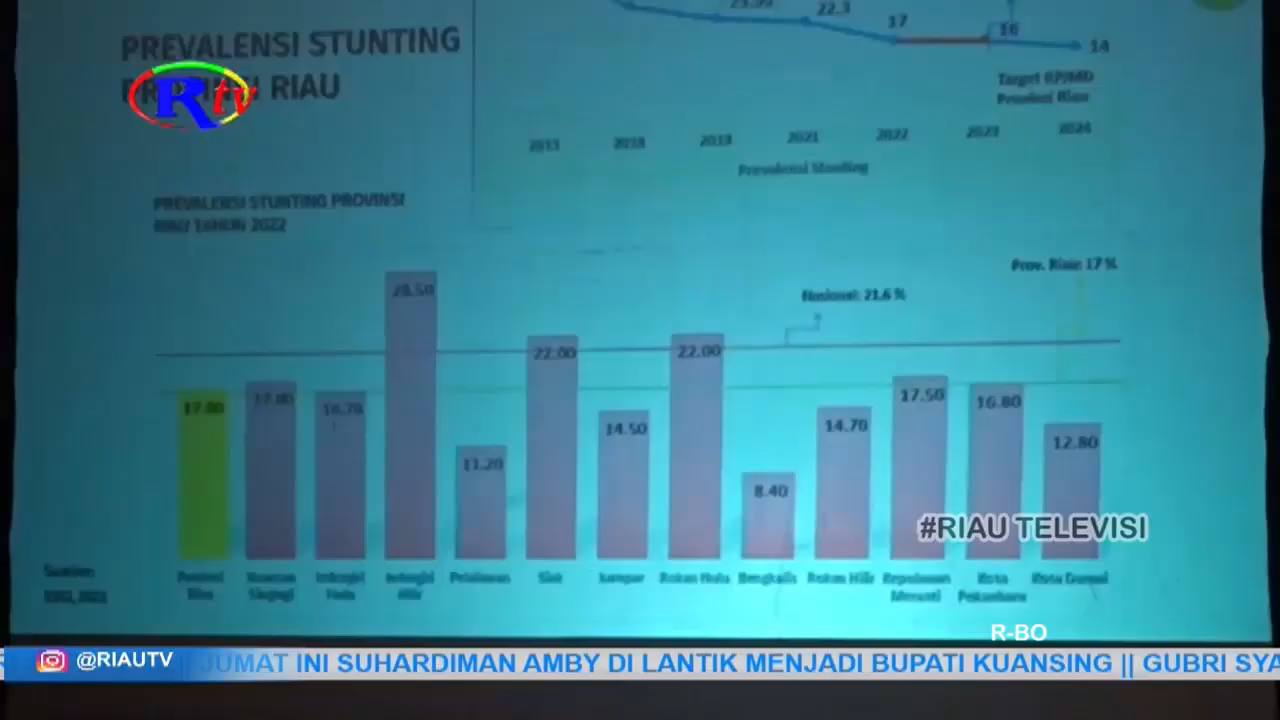 22.3
17
16
14
PREVALENSI STUNTING
RIAU
Rtv
Target RPJMD
Provinsi Riau
2013 2018 2019 2021 2022 2023 2024
Prevalensi Stunting
PREVALENSI STUNTING PROVINSI
RIAU TAHUN 2022
Prov. Riau: 17 %
Nasional: 21.6 %
28.50
22.00 22.00
17.00 17.80 16.70 14.50 14.70 17.50 16.80
11.20 8.40 12.80
#RIAU TELEVISI
Provinsi Kuantan Indragiri Indragiri Pelalawan Siak Kampar Rokan Hulu Bengkalis Rokan Hilir Kepulauan Kota Kota Dumai
Riau Singingi Hulu Hilir Meranti Pekanbaru
Sumber:
R-BO
@RIAUTV || JUMAT INI SUHARDIMAN AMBY DI LANTIK MENJADI BUPATI KUANSING || GUBRI SYA